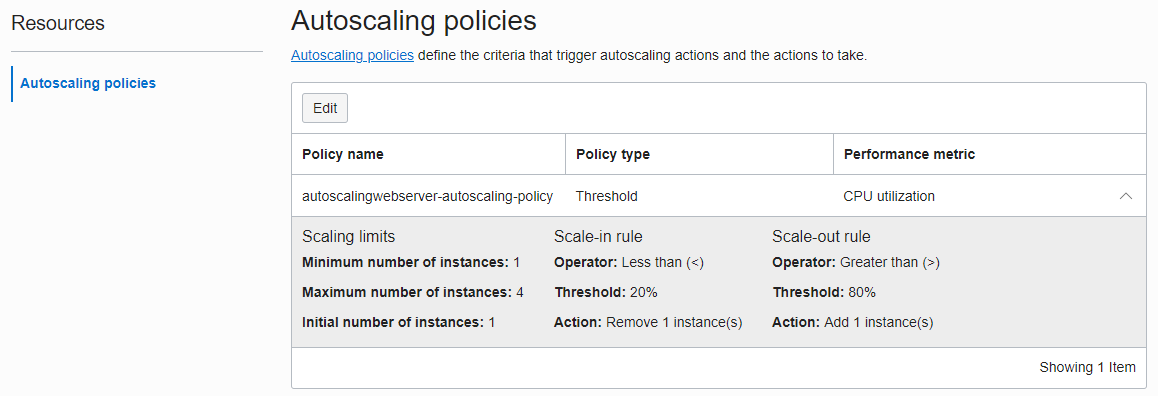 Resources
Autoscaling policies
Autoscaling policies
Autoscaling policies define the criteria that trigger autoscaling actions and the actions to take.
Edit
Policy name Policy type Performance metric
autoscalingwebserver-autoscaling-policy Threshold CPU utilization
Scaling limits Scale-in rule Scale-out rule
Minimum number of instances: 1 Operator: Less than (<) Operator: Greater than (>)
Maximum number of instances: 4 Threshold: 20% Threshold: 80%
Initial number of instances: 1 Action: Remove 1 instance(s) Action: Add 1 instance(s)
Showing 1 Item